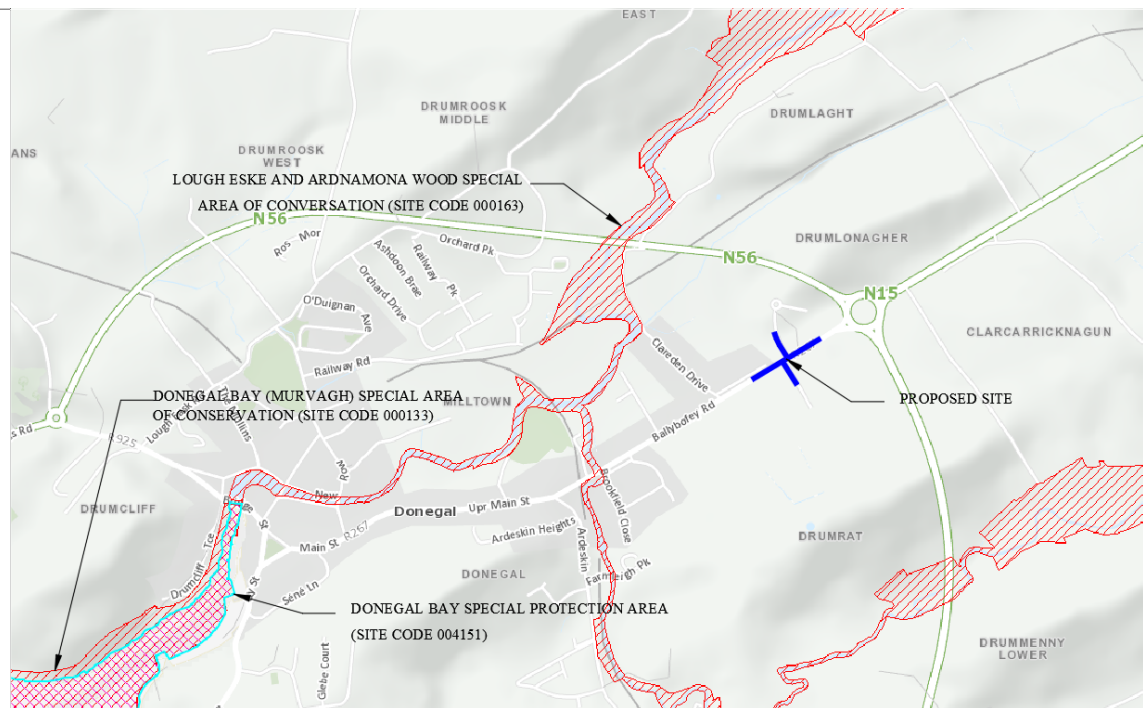 EAST
DRUMROOSK
MIDDLE
DRUMLAGHT
ANS
DRUMROOSK
WEST
LOUGH ESKE AND ARDNAMONA WOOD SPECIAL
AREA OF CONVERSATION (SITE CODE 000163)
N56
Ros Mor
Orchard Pk
Ashdoon Brae
Railway Pk
Orchard Drive
DRUMLONAGHER
N56
N15
O'Duignan
Ave
CLARCARRICKNAGUN
Railway Rd
Clareden Drive
DONEGAL BAY (MURVAGH) SPECIAL AREA
OF CONSERVATION (SITE CODE 000133)
The Mullins
MILLTOWN
PROPOSED SITE
Ballybofey Rd
s Rd
R925
Row
New
DRUMCLIFF
Donegal
Upr Main St
Brookfield Close
Main St
R267
Ardeskin Heights
Ardeskin
DRUMRAT
Drumcliff Tce
DONEGAL
Farmleigh Pk
Séné Ln
DONEGAL BAY SPECIAL PROTECTION AREA
(SITE CODE 004151)
Glebe Court
DRUMMENNY
LOWER